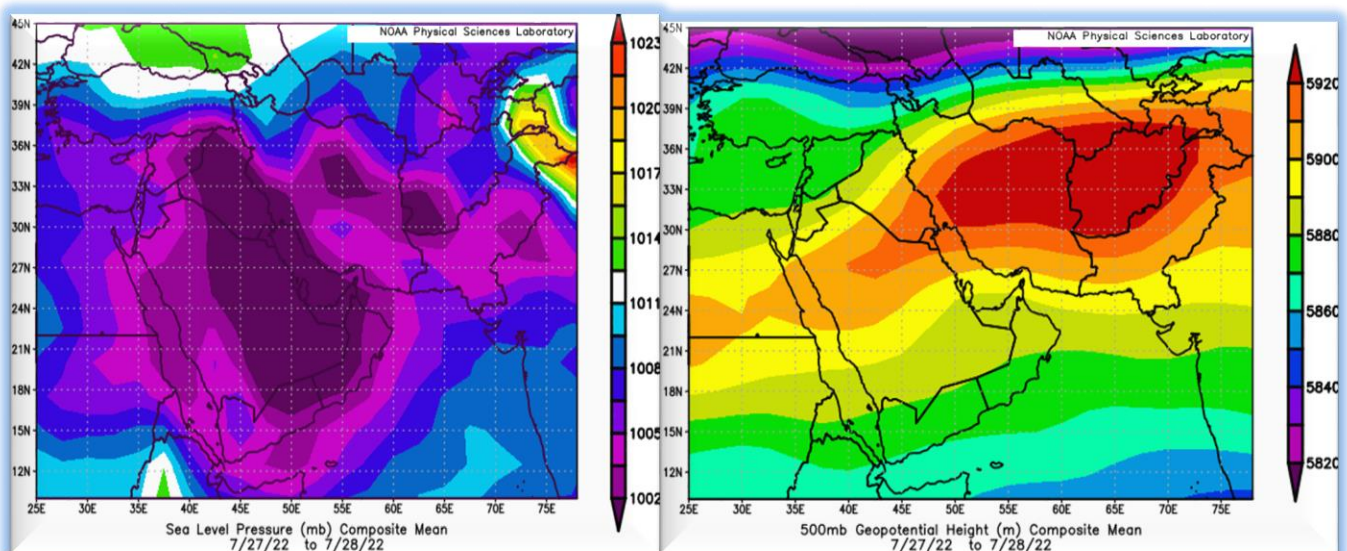 NOAA Physical Sciences Laboratory
45N
42N
39N
36N
33N
30N
27N
24N
21N
18N
15N
12N
25E 30E 35E 40E 45E 50E 55E 60E 65E 70E 75E
1023
1020
1017
1014
1011
1008
1005
1002
Sea Level Pressure (mb) Composite Mean
7/27/22 to 7/28/22
NOAA Physical Sciences Laboratory
45N
42N
39N
36N
33N
30N
27N
24N
21N
18N
15N
12N
25E 30E 35E 40E 45E 50E 55E 60E 65E 70E 75E
5920
5900
5880
5860
5840
5820
500mb Geopotential Height (m) Composite Mean
7/27/22 to 7/28/22